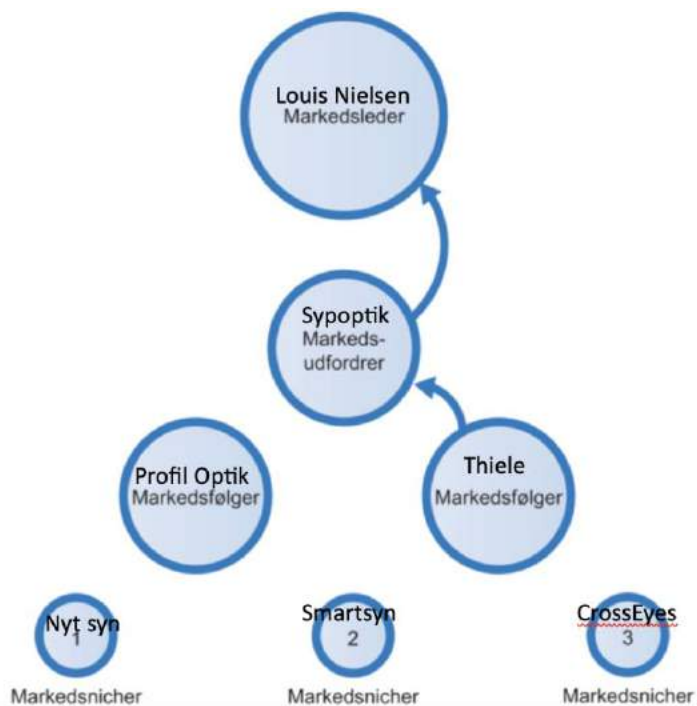 Louis Nielsen
Markedsleder
Sypoptik
Markeds-
udfordrer
Profil Optik
Markedsfølger
Thiele
Markedsfølger
Nyt syn
1
Markedsnicher
Smartsyn
2
Markedsnicher
CrossEyes
3
Markedsnicher